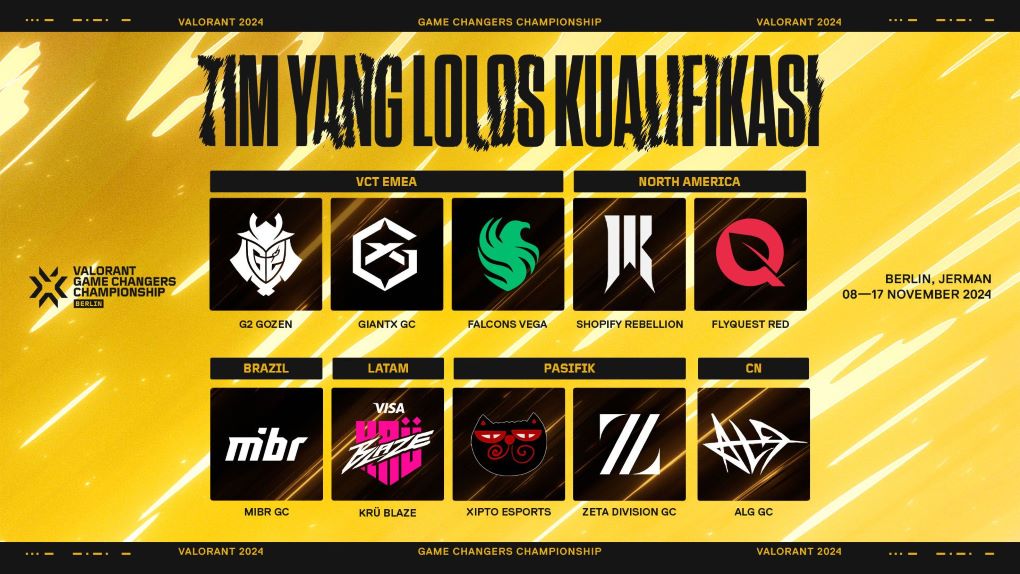 VALORANT 2024 GAME CHANGERS CHAMPIONSHIP VALORANT 2024
TIM YANG LOLOS KUALIFIKASI
VCT EMEA NORTH AMERICA
G2
G2 GOZEN GIANTX GC FALCONS VEGA SHOPIFY REBELLION FLYQUEST RED
VALORANT
GAME CHANGERS
CHAMPIONSHIP
BERLIN
BERLIN, JERMAN
08—17 NOVEMBER 2024
BRAZIL LATAM PASIFIK CN
VISA
mibr KRÜ BLAZE ALG
MIBR GC KRÜ BLAZE XIPTO ESPORTS ZETA DIVISION GC ALG GC
VALORANT 2024 GAME CHANGERS CHAMPIONSHIP VALORANT 2024